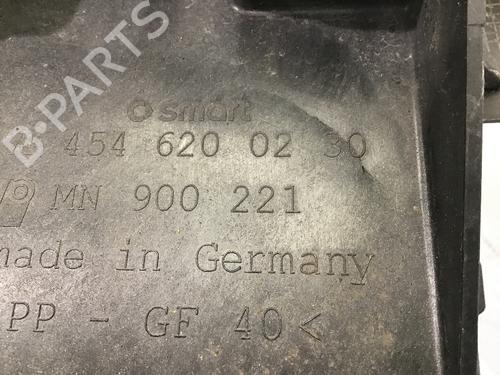 smart
454 620 02 30
MN 900 221
made in Germany
PP - GF 40<
B-PARTS